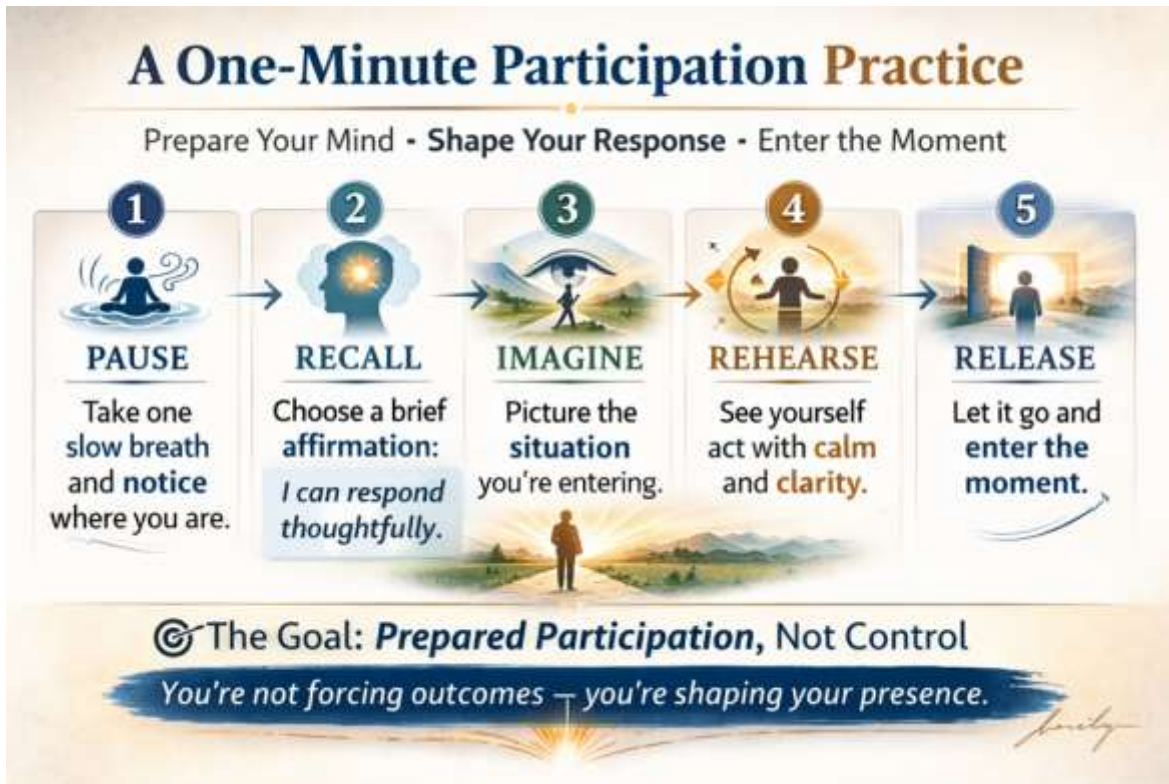 A One-Minute Participation Practice
Prepare Your Mind - Shape Your Response - Enter the Moment
1
PAUSE
Take one
slow breath
and notice
where you are.
2
RECALL
Choose a brief
affirmation:
I can respond
thoughtfully.
3
IMAGINE
Picture the
situation
you're entering.
4
REHEARSE
See yourself
act with calm
and clarity.
5
RELEASE
Let it go and
enter the
moment.
The Goal: Prepared Participation, Not Control
You're not forcing outcomes — you're shaping your presence.